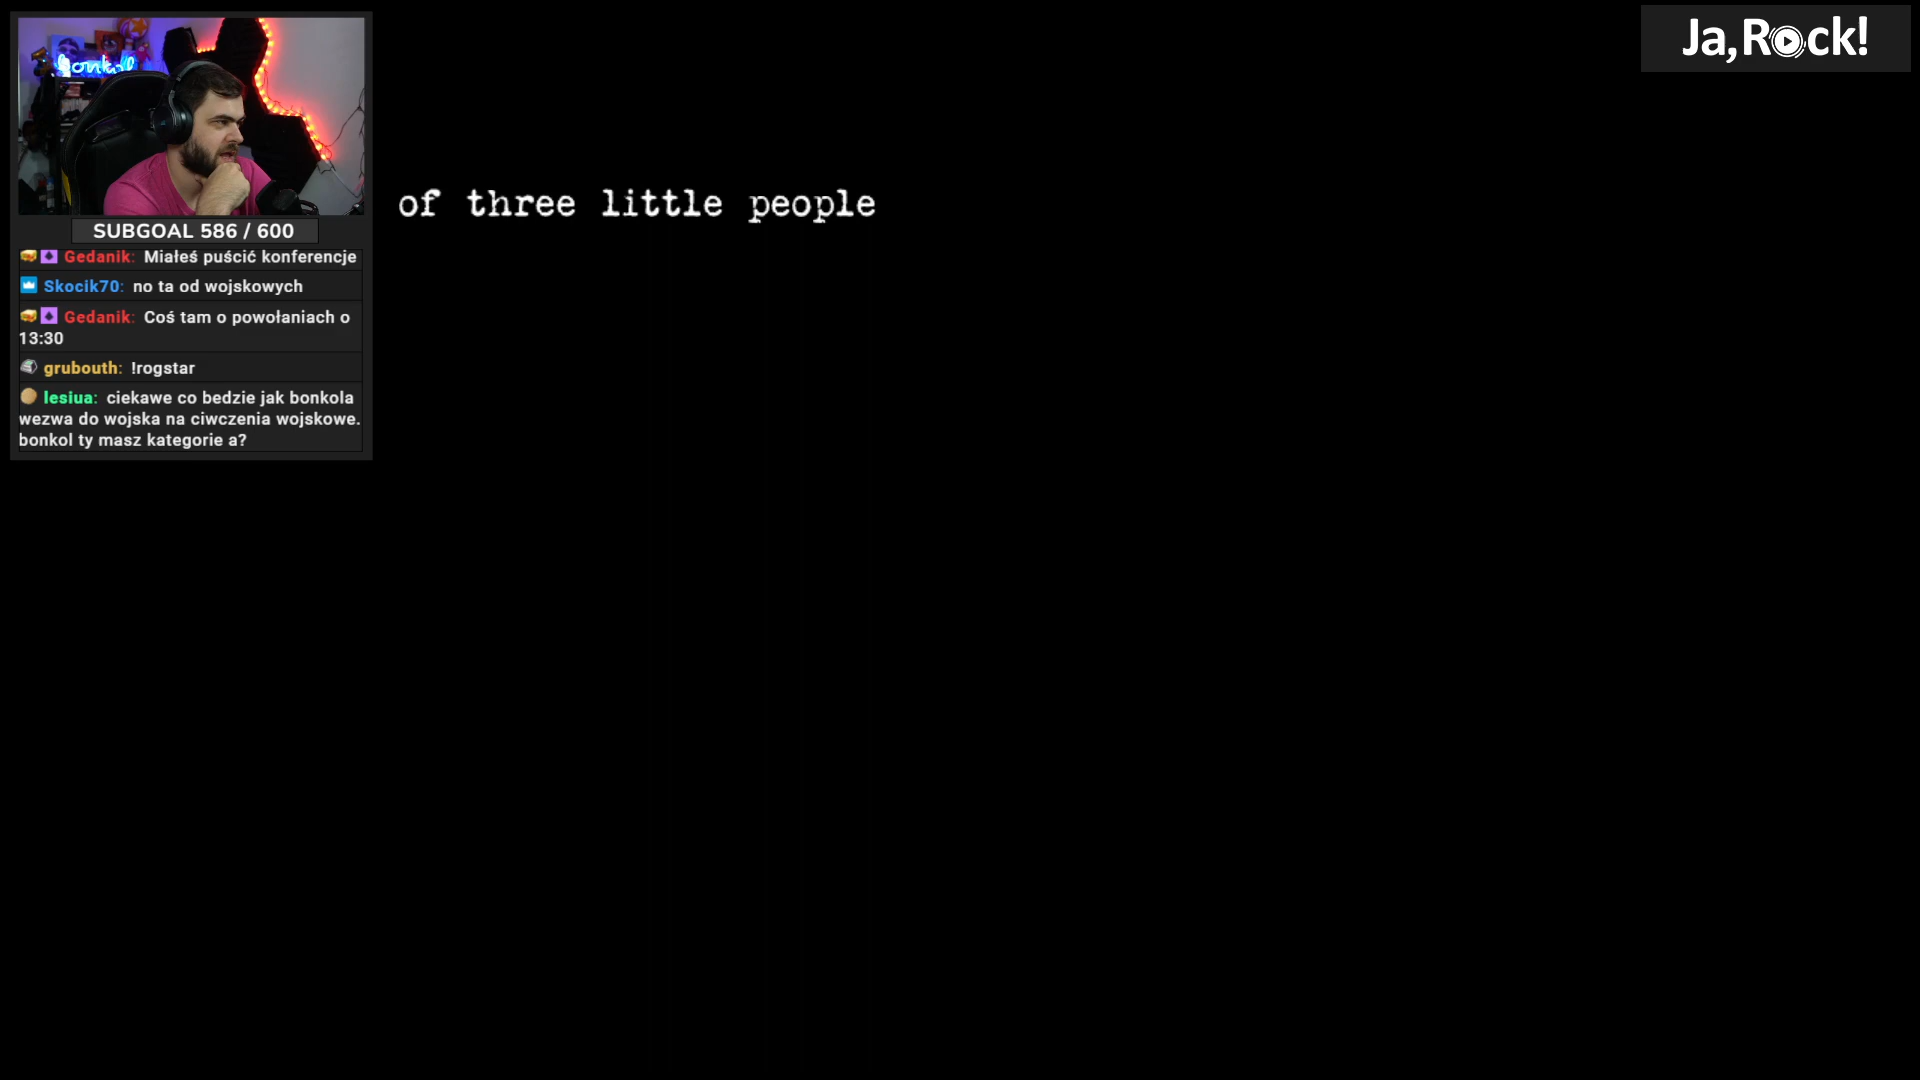 bonkol
Ja,Rock!
of three little people
SUBGOAL 586 / 600
Gedanik: Miałeś puścić konferencje
Skocik70: no ta od wojskowych
Gedanik: Coś tam o powołaniach o
13:30
grubouth: !rogstar
lesiua: ciekawe co bedzie jak bonkola
wezwa do wojska na ciwczenia wojskowe.
bonkol ty masz kategorie a?